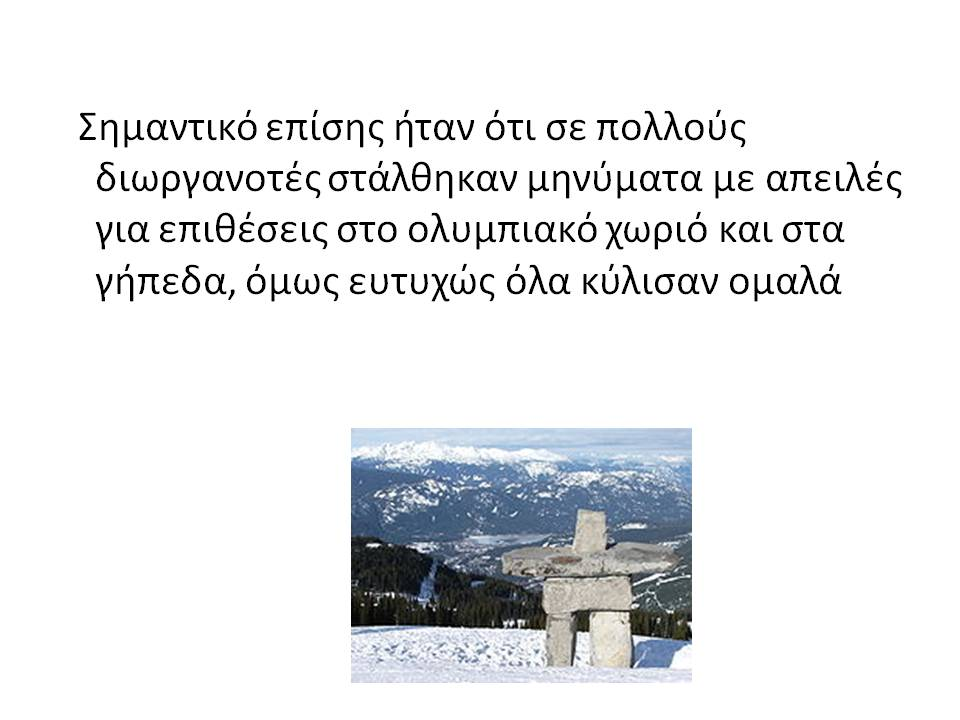 Σημαντικό επίσης ήταν ότι σε πολλούς
διωργανοτές στάλθηκαν μηνύματα με απειλές
για επιθέσεις στο ολυμπιακό χωριό και στα
γήπεδα, όμως ευτυχώς όλα κύλισαν ομαλά